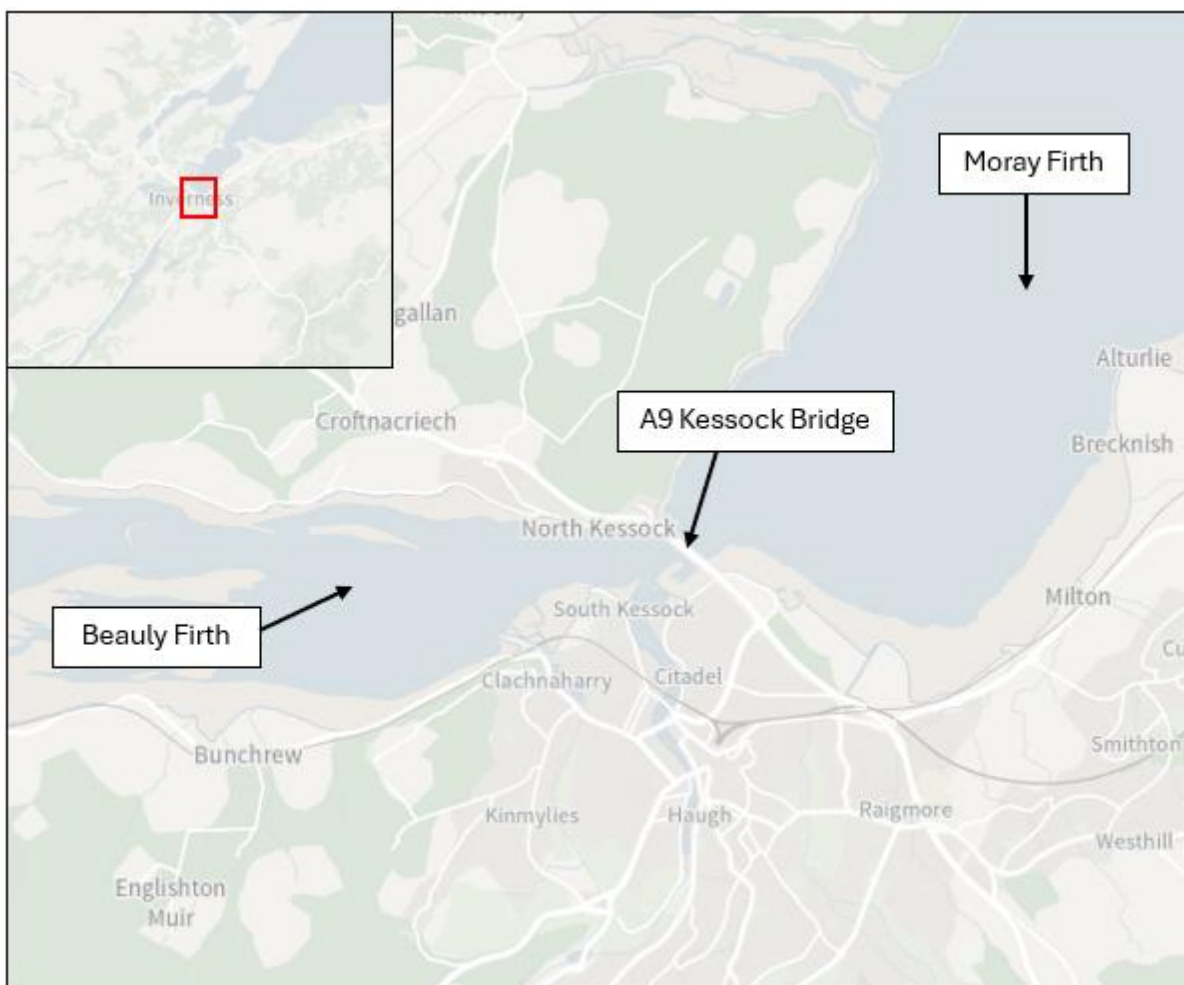 Inverness
Moray Firth
gallan
Alturlie
A9 Kessock Bridge
Croftnacriech
Brecknish
North Kessock
Beauly Firth
South Kessock
Milton
Clachnaharry
Citadel
Bunchrew
Smithton
Kinmylies
Haugh
Raigmore
Westhill
Englishton
Muir